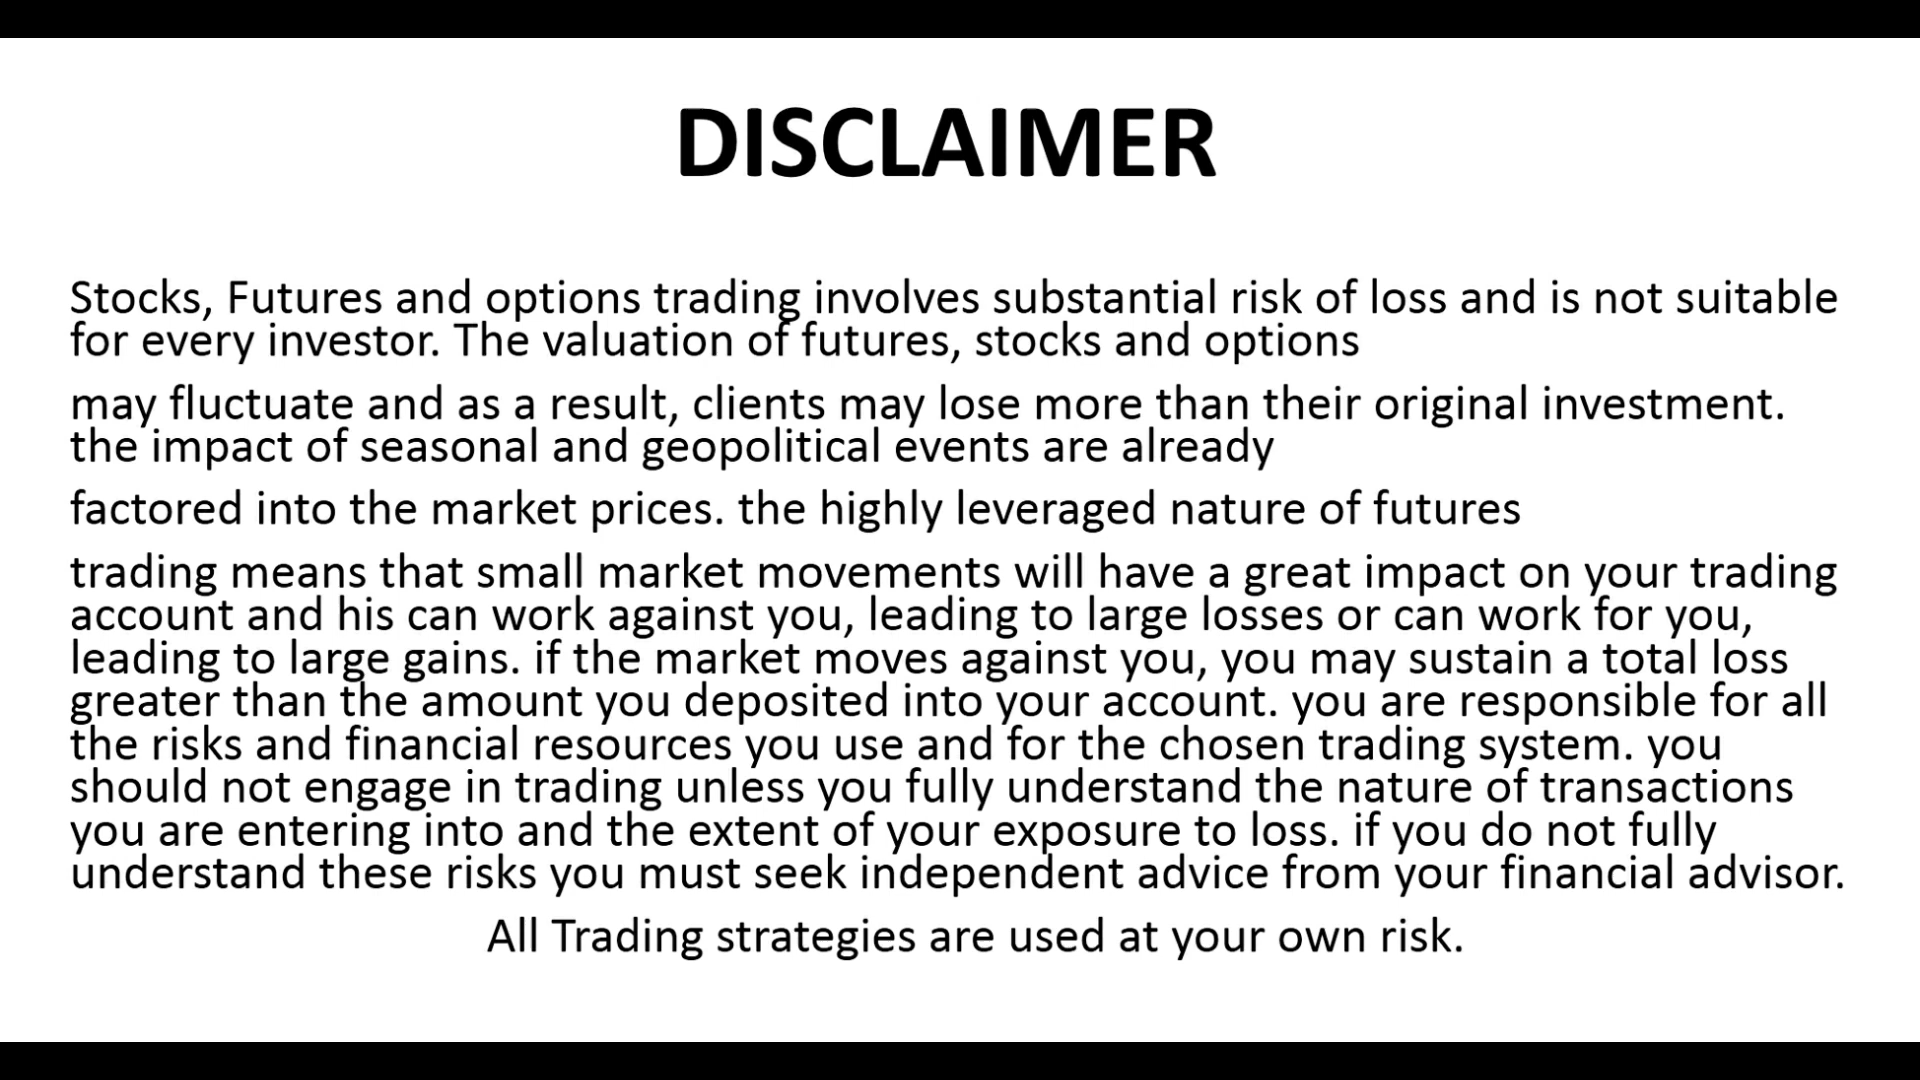 DISCLAIMER
Stocks, Futures and options trading involves substantial risk of loss and is not suitable
for every investor. The valuation of futures, stocks and options
may fluctuate and as a result, clients may lose more than their original investment.
the impact of seasonal and geopolitical events are already
factored into the market prices. the highly leveraged nature of futures
trading means that small market movements will have a great impact on your trading
account and his can work against you, leading to large losses or can work for you,
leading to large gains. if the market moves against you, you may sustain a total loss
greater than the amount you deposited into your account. you are responsible for all
the risks and financial resources you use and for the chosen trading system. you
should not engage in trading unless you fully understand the nature of transactions
you are entering into and the extent of your exposure to loss. if you do not fully
understand these risks you must seek independent advice from your financial advisor.
All Trading strategies are used at your own risk.